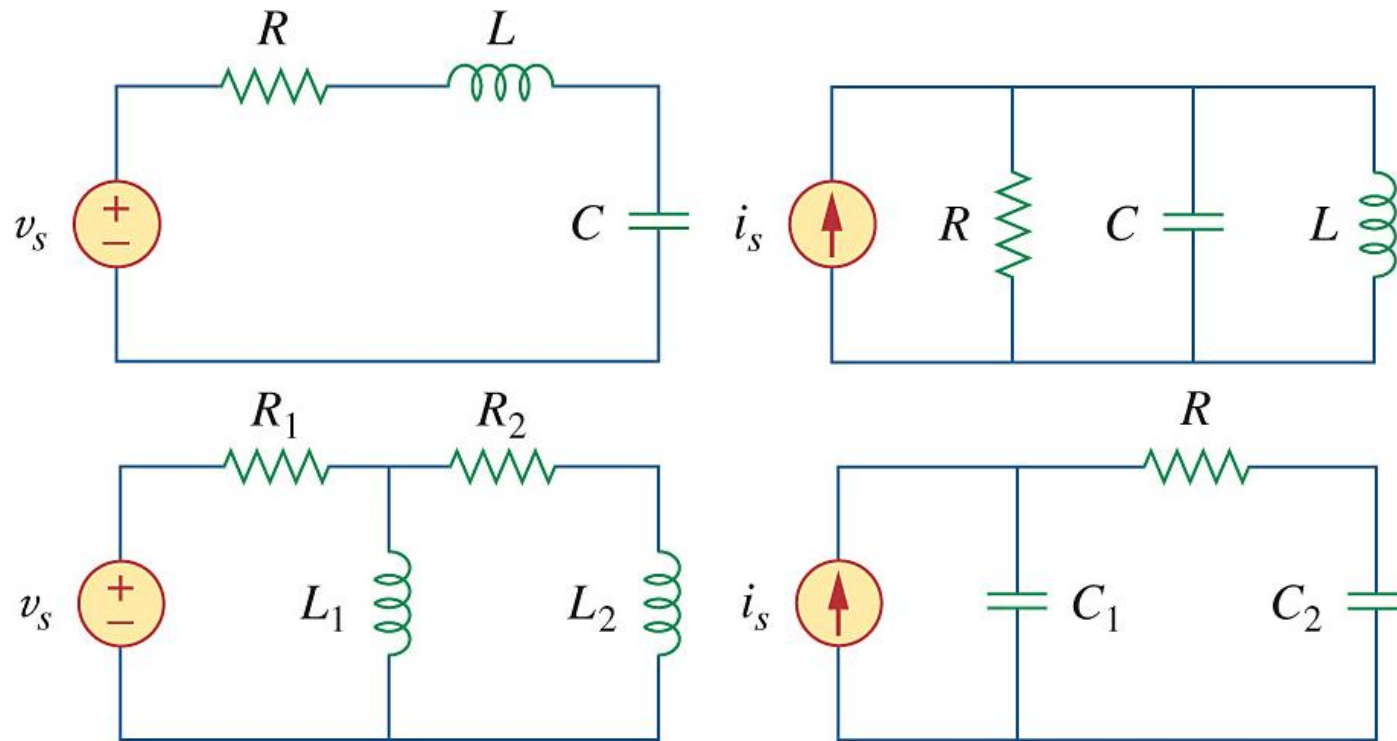 R L
v_s + − C
i_s R C L
R_1 R_2
v_s + − L_1 L_2
R
i_s C_1 C_2